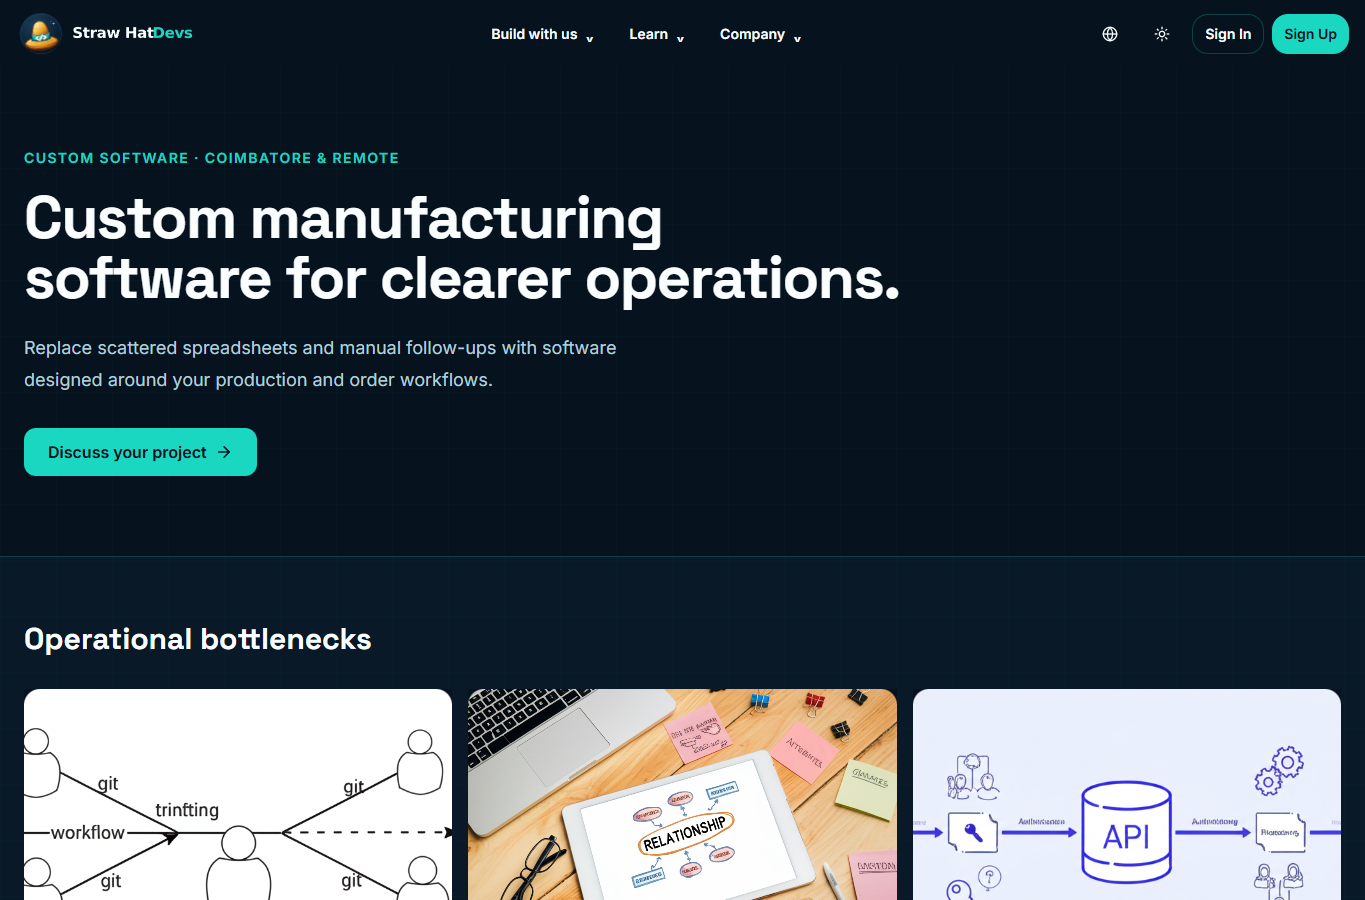 Straw HatDevs
Build with us
Learn
Company
Sign In
Sign Up
CUSTOM SOFTWARE · COIMBATORE & REMOTE
Custom manufacturing
software for clearer operations.
Replace scattered spreadsheets and manual follow-ups with software
designed around your production and order workflows.
Discuss your project →
Operational bottlenecks
git
git
trinfting
workflow
git
git
RELATIONSHIP
API